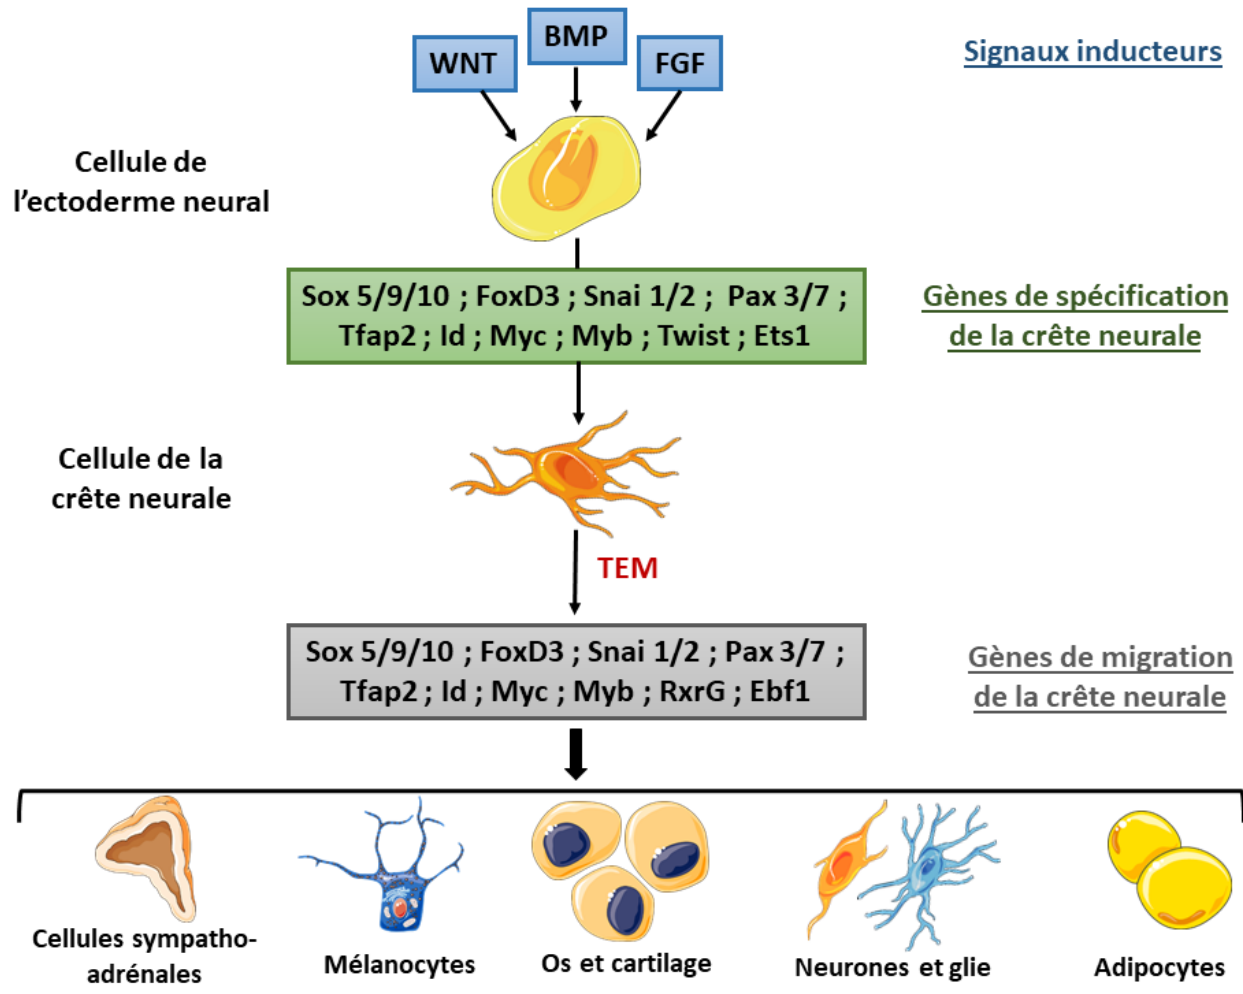 WNT
BMP
FGF
Signaux inducteurs
Cellule de
l'ectoderme neural
Sox 5/9/10 ; FoxD3 ; Snai 1/2 ; Pax 3/7 ;
Tfap2 ; Id ; Myc ; Myb ; Twist ; Ets1
Gènes de spécification
de la crête neurale
Cellule de la
crête neurale
TEM
Sox 5/9/10 ; FoxD3 ; Snai 1/2 ; Pax 3/7 ;
Tfap2 ; Id ; Myc ; Myb ; RxrG ; Ebf1
Gènes de migration
de la crête neurale
Cellules sympatho-
adrénales
Mélanocytes
Os et cartilage
Neurones et glie
Adipocytes